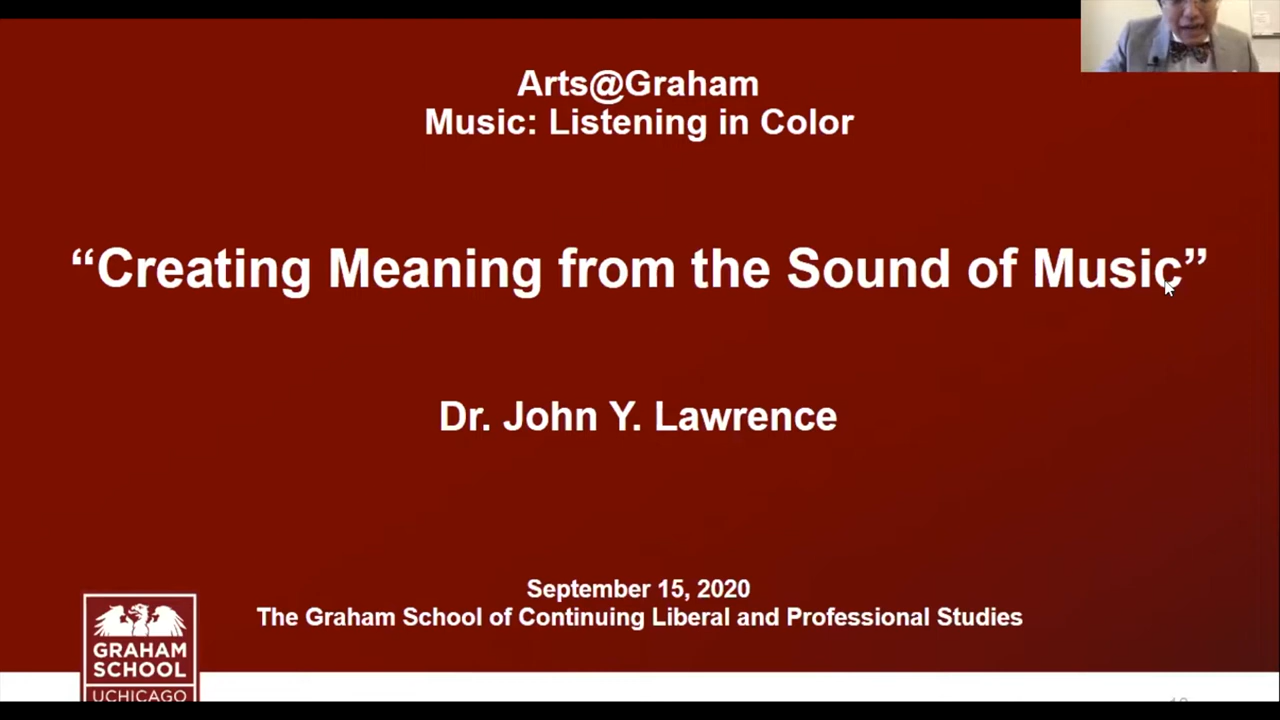 Arts@Graham
Music: Listening in Color
“Creating Meaning from the Sound of Music”
Dr. John Y. Lawrence
September 15, 2020
The Graham School of Continuing Liberal and Professional Studies
GRAHAM
SCHOOL
UCHICAGO